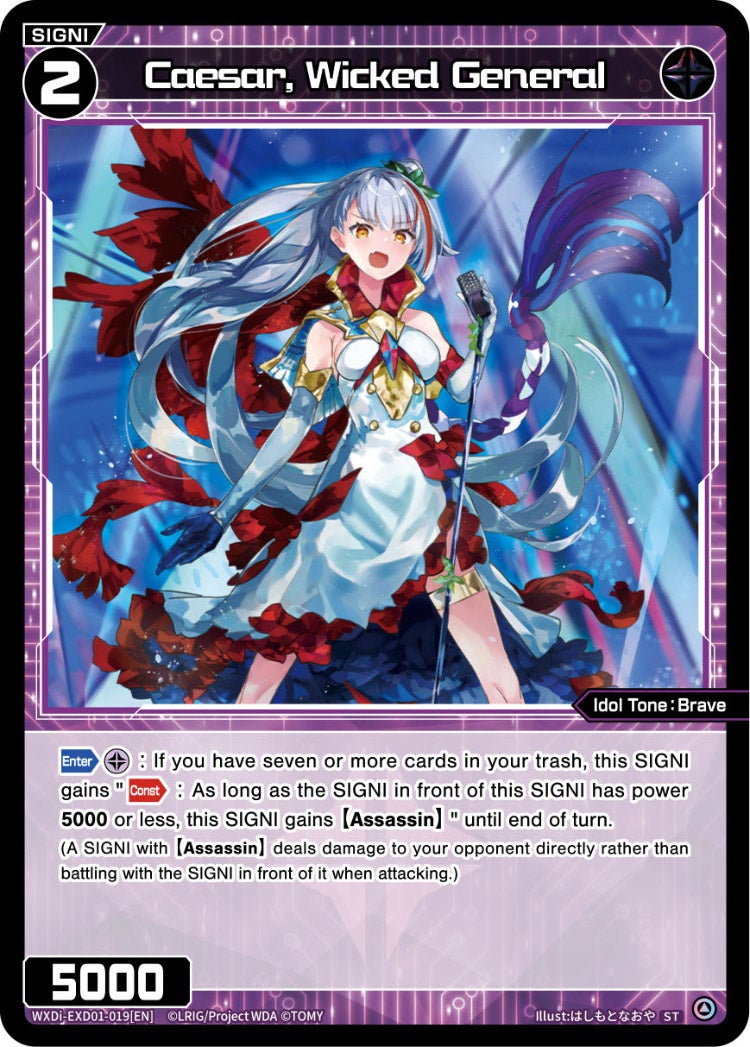 SIGNI
2
Caesar, Wicked General
Idol Tone:Brave
Enter : If you have seven or more cards in your trash, this SIGNI
gains " Const : As long as the SIGNI in front of this SIGNI has power
5000 or less, this SIGNI gains 【Assassin】 " until end of turn.
(A SIGNI with 【Assassin】 deals damage to your opponent directly rather than
battling with the SIGNI in front of it when attacking.)
5000
WXDi-EXD01-019[EN] ©LRIG/Project WDA ©TOMY Illust:はしもとなおや ST